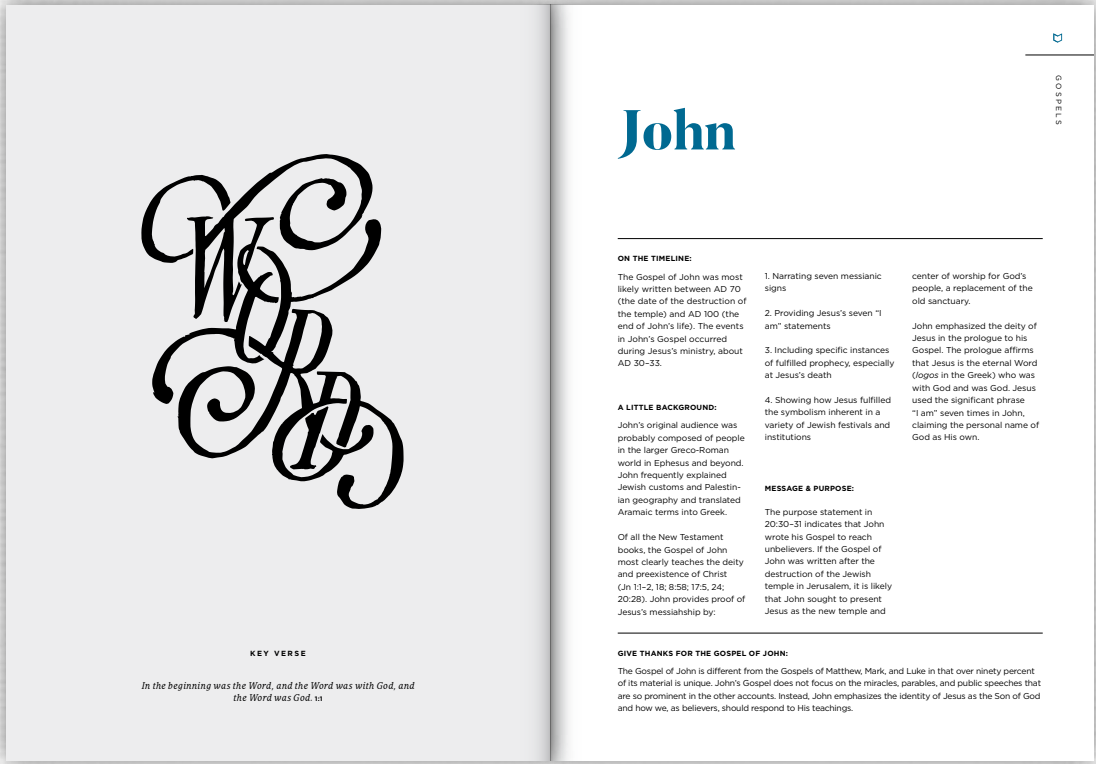 WORD
KEY VERSE
In the beginning was the Word, and the Word was with God, and
the Word was God. 1:1
GOSPELS
John
ON THE TIMELINE:
The Gospel of John was most
likely written between AD 70
(the date of the destruction of
the temple) and AD 100 (the
end of John’s life). The events
in John’s Gospel occurred
during Jesus’s ministry, about
AD 30–33.
A LITTLE BACKGROUND:
John’s original audience was
probably composed of people
in the larger Greco-Roman
world in Ephesus and beyond.
John frequently explained
Jewish customs and Palestin-
ian geography and translated
Aramaic terms into Greek.
Of all the New Testament
books, the Gospel of John
most clearly teaches the deity
and preexistence of Christ
(Jn 1:1–2, 18; 8:58; 17:5, 24;
20:28). John provides proof of
Jesus’s messiahship by:
1. Narrating seven messianic
signs
2. Providing Jesus’s seven “I
am” statements
3. Including specific instances
of fulfilled prophecy, especially
at Jesus’s death
4. Showing how Jesus fulfilled
the symbolism inherent in a
variety of Jewish festivals and
institutions
MESSAGE & PURPOSE:
The purpose statement in
20:30–31 indicates that John
wrote his Gospel to reach
unbelievers. If the Gospel of
John was written after the
destruction of the Jewish
temple in Jerusalem, it is likely
that John sought to present
Jesus as the new temple and
center of worship for God’s
people, a replacement of the
old sanctuary.
John emphasized the deity of
Jesus in the prologue to his
Gospel. The prologue affirms
that Jesus is the eternal Word
(logos in the Greek) who was
with God and was God. Jesus
used the significant phrase
“I am” seven times in John,
claiming the personal name of
God as His own.
GIVE THANKS FOR THE GOSPEL OF JOHN:
The Gospel of John is different from the Gospels of Matthew, Mark, and Luke in that over ninety percent
of its material is unique. John’s Gospel does not focus on the miracles, parables, and public speeches that
are so prominent in the other accounts. Instead, John emphasizes the identity of Jesus as the Son of God
and how we, as believers, should respond to His teachings.